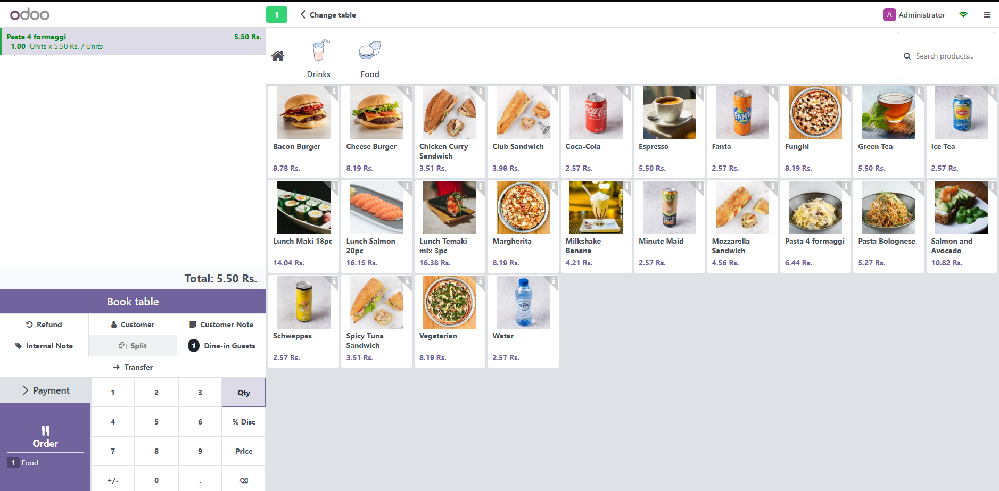 odoo
1
Change table
A Administrator
Pasta 4 formaggi 5.50 Rs.
1.00 Units x 5.50 Rs. / Units
Drinks
Food
Search products...
Bacon Burger
8.78 Rs.
Cheese Burger
8.19 Rs.
Chicken Curry
Sandwich
3.51 Rs.
Club Sandwich
3.98 Rs.
Coca-Cola
2.57 Rs.
Espresso
5.50 Rs.
FANTA
Fanta
2.57 Rs.
Funghi
8.19 Rs.
Green Tea
5.50 Rs.
Lipton
Ice Tea
2.57 Rs.
Lunch Maki 18pc
14.04 Rs.
Lunch Salmon
20pc
16.15 Rs.
Lunch Temaki
mix 3pc
16.38 Rs.
Margherita
8.19 Rs.
Milkshake
Banana
4.21 Rs.
Minute Maid
Minute Maid
2.57 Rs.
Mozzarella
Sandwich
4.56 Rs.
Pasta 4 formaggi
6.44 Rs.
Pasta Bolognese
5.27 Rs.
Salmon and
Avocado
10.82 Rs.
Schweppes
2.57 Rs.
Spicy Tuna
Sandwich
3.51 Rs.
Vegetarian
8.19 Rs.
SPA
Water
2.57 Rs.
Total: 5.50 Rs.
Book table
Refund
Customer
Customer Note
Internal Note
Split
1 Dine-in Guests
Transfer
Payment
1 2 3 Qty
4 5 6 % Disc
7 8 9 Price
+/- 0 .
Order
1 Food